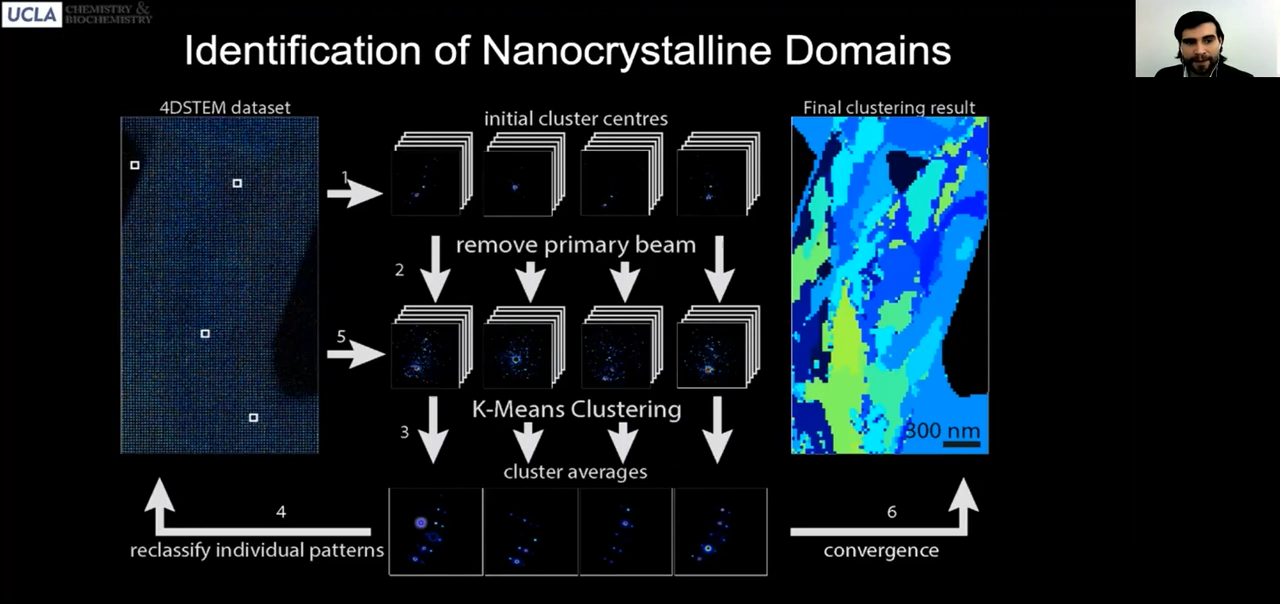 UCLA CHEMISTRY &
BIOCHEMISTRY
Identification of Nanocrystalline Domains
4DSTEM dataset
initial cluster centres
Final clustering result
1
remove primary beam
2
5
K-Means Clustering
3
300 nm
cluster averages
4
6
reclassify individual patterns
convergence